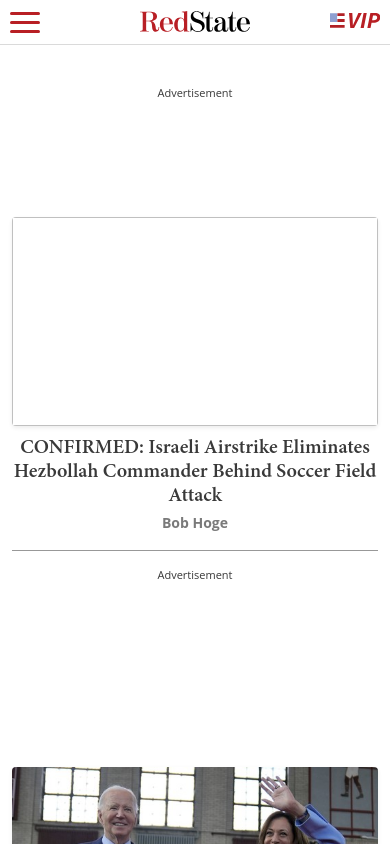 RedState
VIP
Advertisement
CONFIRMED: Israeli Airstrike Eliminates
Hezbollah Commander Behind Soccer Field
Attack
Bob Hoge
Advertisement